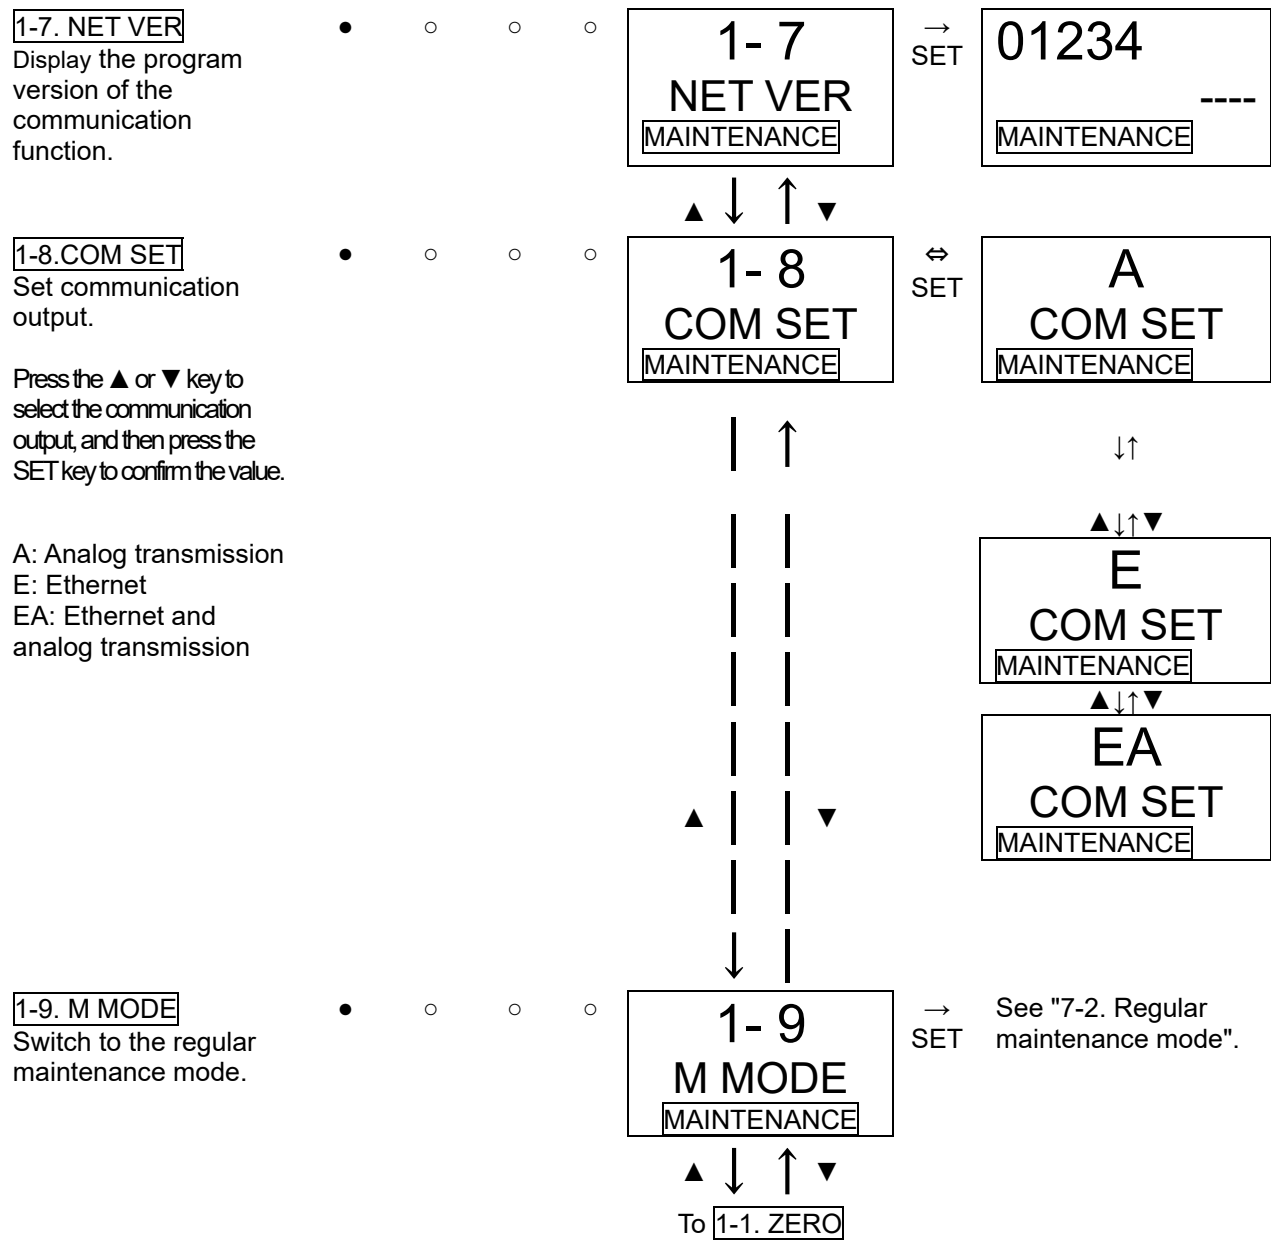 1-7. NET VER
Display the program
version of the
communication
function.
● ○ ○ ○
1- 7
NET VER
MAINTENANCE
→
SET
01234
----
MAINTENANCE
▲ ↓ ↑ ▼
1-8.COM SET
Set communication
output.
Press the ▲ or ▼ key to
select the communication
output, and then press the
SET key to confirm the value.
A: Analog transmission
E: Ethernet
EA: Ethernet and
analog transmission
● ○ ○ ○
1- 8
COM SET
MAINTENANCE
⇔
SET
A
COM SET
MAINTENANCE
↓↑
▲↓↑▼
E
COM SET
MAINTENANCE
▲↓↑▼
EA
COM SET
MAINTENANCE
▲ ▼
1-9. M MODE
Switch to the regular
maintenance mode.
● ○ ○ ○
1- 9
M MODE
MAINTENANCE
→
SET
See "7-2. Regular
maintenance mode".
▲ ↓ ↑ ▼
To 1-1. ZERO